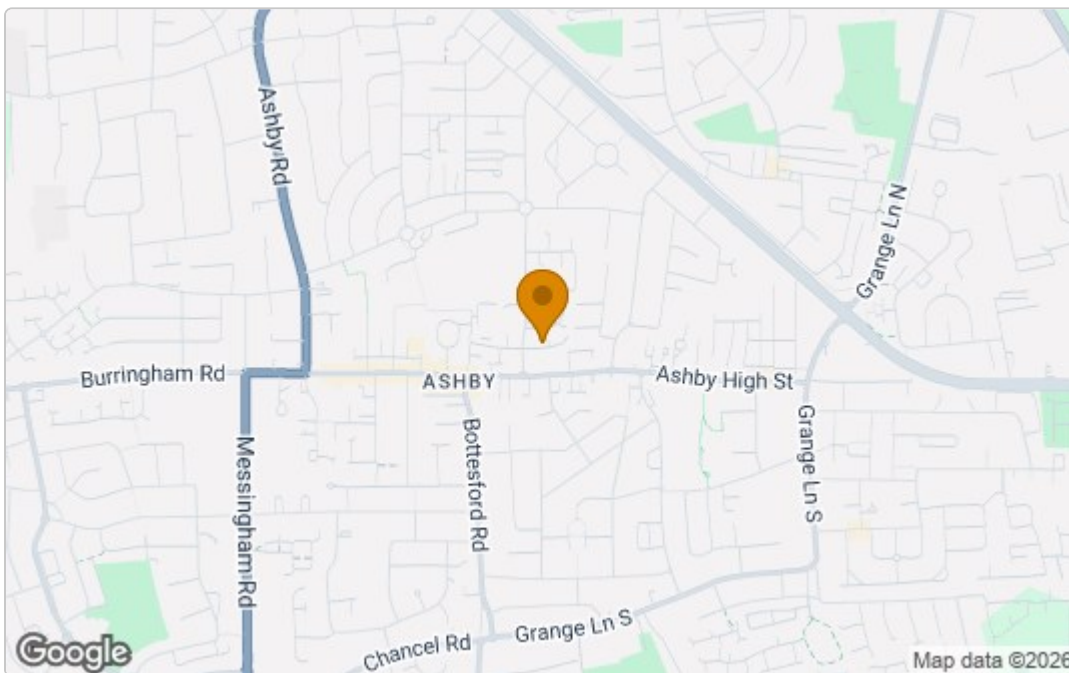 Ashby Rd
Grange Ln N
Burringham Rd
ASHBY
Ashby High St
Messingham Rd
Bottesford Rd
Grange Ln S
Grange Ln S
Chancel Rd
Google
Map data ©2026